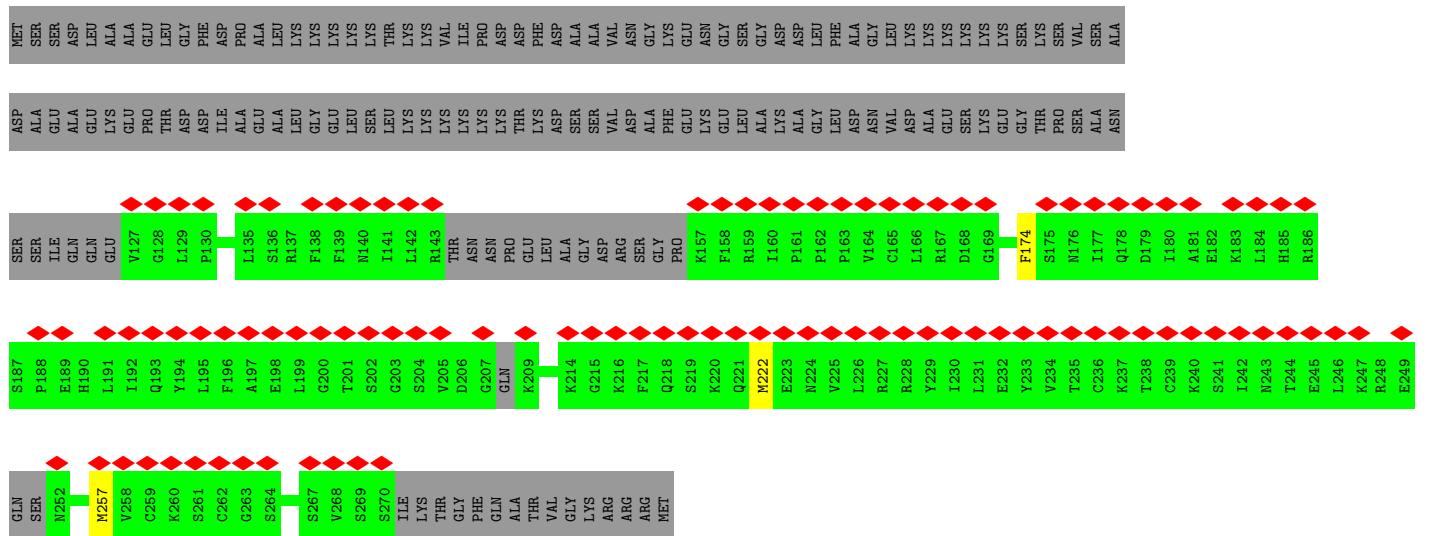 MET SER SER ASP LEU ALA ALA GLU LEU GLY PHE ASP PRO ALA LEU LYS LYS LYS LYS LYS THR LYS LYS VAL ILE PRO ASP ASP PHE ASP ALA ALA VAL ASN GLY LYS GLU ASN GLY SER GLY ASP ASP LEU PHE ALA GLY LEU LYS LYS LYS LYS LYS LYS SER LYS SER VAL SER ALA
ASP ALA GLU ALA GLU LYS GLU PRO THR ASP ASP ILE ALA GLU ALA LEU GLY GLU LEU SER LEU LYS LYS LYS LYS LYS LYS THR LYS ASP SER SER VAL ASP ALA PHE GLU LYS GLU LEU ALA LYS ALA GLY LEU ASP ASN VAL ASP ALA GLU SER LYS GLU GLY THR PRO SER ALA ASN
SER SER ILE GLN GLN GLU V127 G128 L129 P130 L135 S136 R137 F138 F139 N140 I141 L142 R143 THR ASN ASN PRO GLU LEU ALA GLY ASP ARG SER GLY PRO K157 F158 R159 I160 P161 P162 P163 V164 C165 L166 R167 D168 G169 F174 S175 N176 I177 Q178 D179 I180 A181 E182 K183 L184 H185 R186
S187 P188 E189 H190 L191 I192 Q193 Y194 L195 F196 A197 E198 L199 G200 T201 S202 G203 S204 V205 D206 G207 GLN K209 K214 G215 K216 F217 Q218 S219 K220 Q221 M222 E223 N224 V225 L226 R227 R228 Y229 I230 L231 E232 Y233 V234 T235 C236 K237 T238 C239 K240 S241 I242 N243 T244 E245 L246 K247 R248 E249
GLN SER N252 M257 V258 C259 K260 S261 C262 G263 S264 S267 V268 S269 S270 ILE LYS THR GLY PHE GLN ALA THR VAL GLY LYS ARG ARG ARG MET